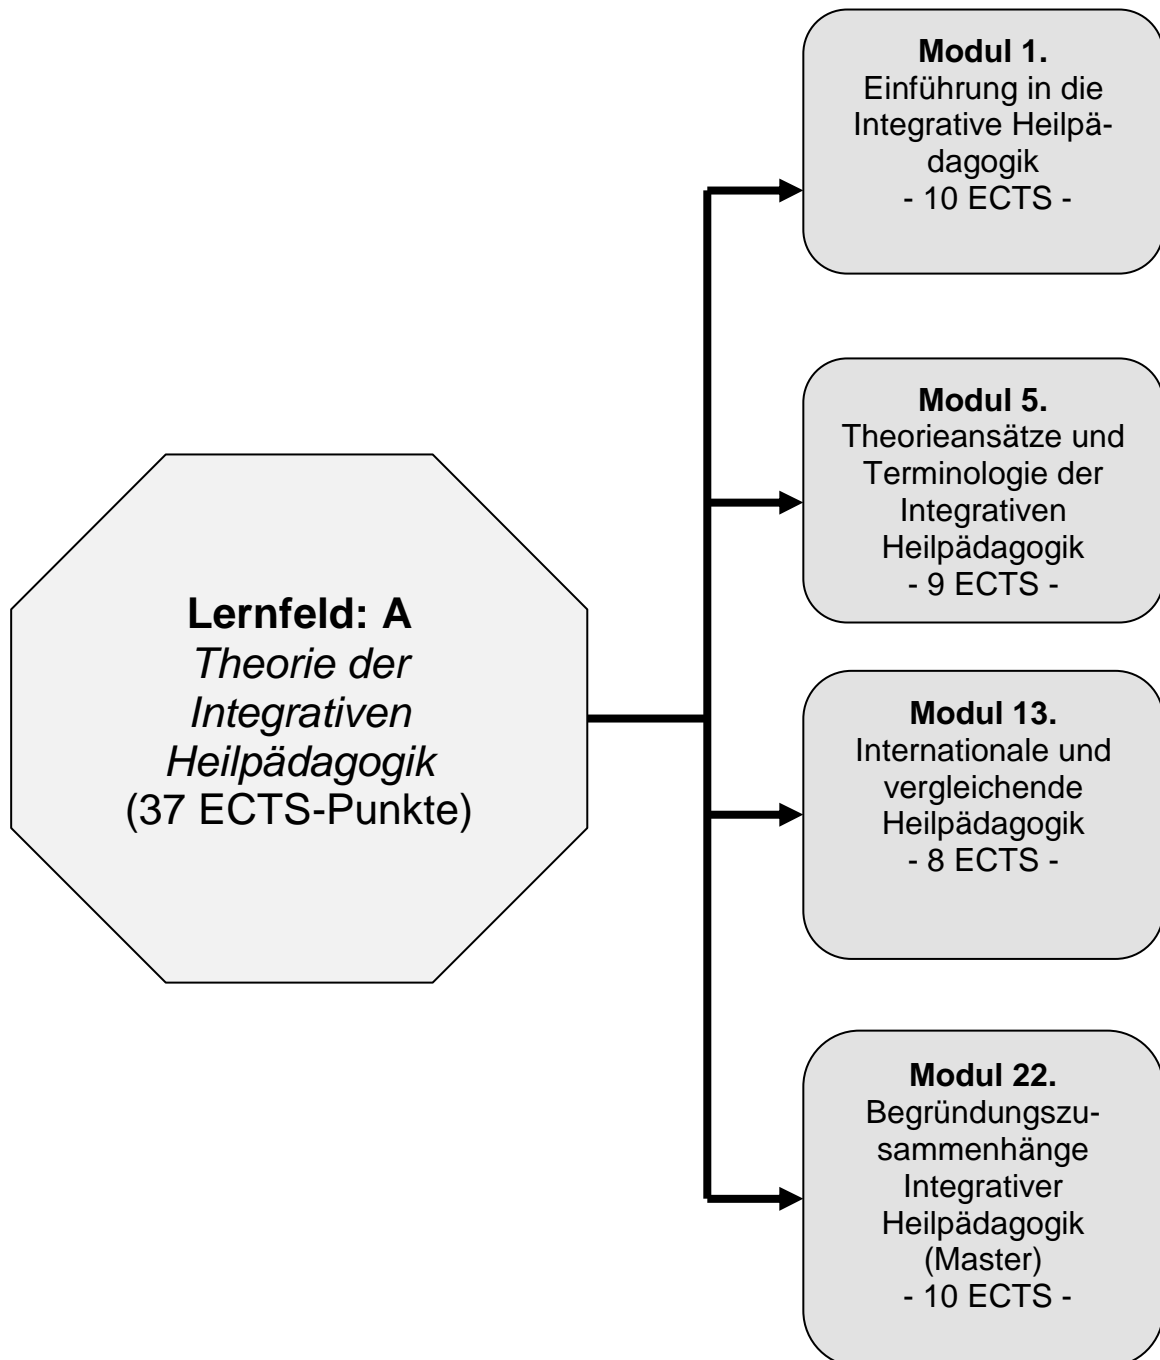 Lernfeld: A
Theorie der
Integrativen
Heilpädagogik
(37 ECTS-Punkte)
Modul 1.
Einführung in die
Integrative Heilpä-
dagogik
- 10 ECTS -
Modul 5.
Theorieansätze und
Terminologie der
Integrativen
Heilpädagogik
- 9 ECTS -
Modul 13.
Internationale und
vergleichende
Heilpädagogik
- 8 ECTS -
Modul 22.
Begründungszu-
sammenhänge
Integrativer
Heilpädagogik
(Master)
- 10 ECTS -